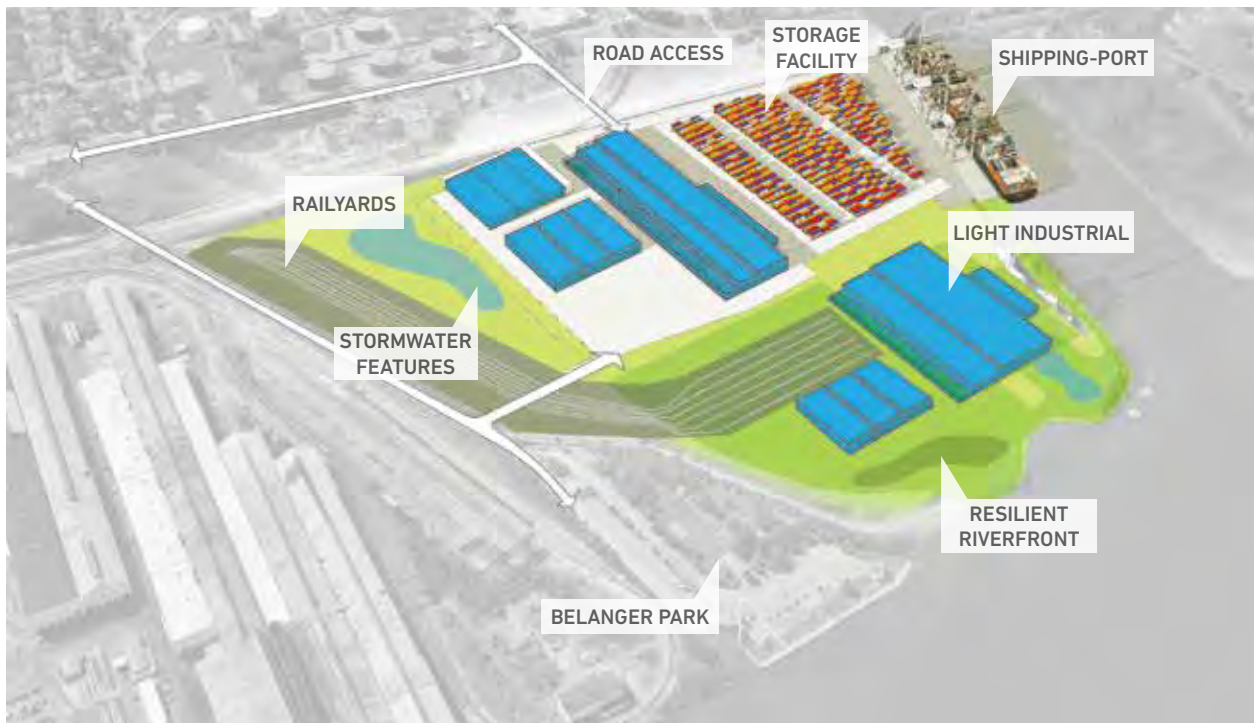 ROAD ACCESS
STORAGE
FACILITY
SHIPPING-PORT
RAILYARDS
LIGHT INDUSTRIAL
STORMWATER
FEATURES
RESILIENT
RIVERFRONT
BELANGER PARK